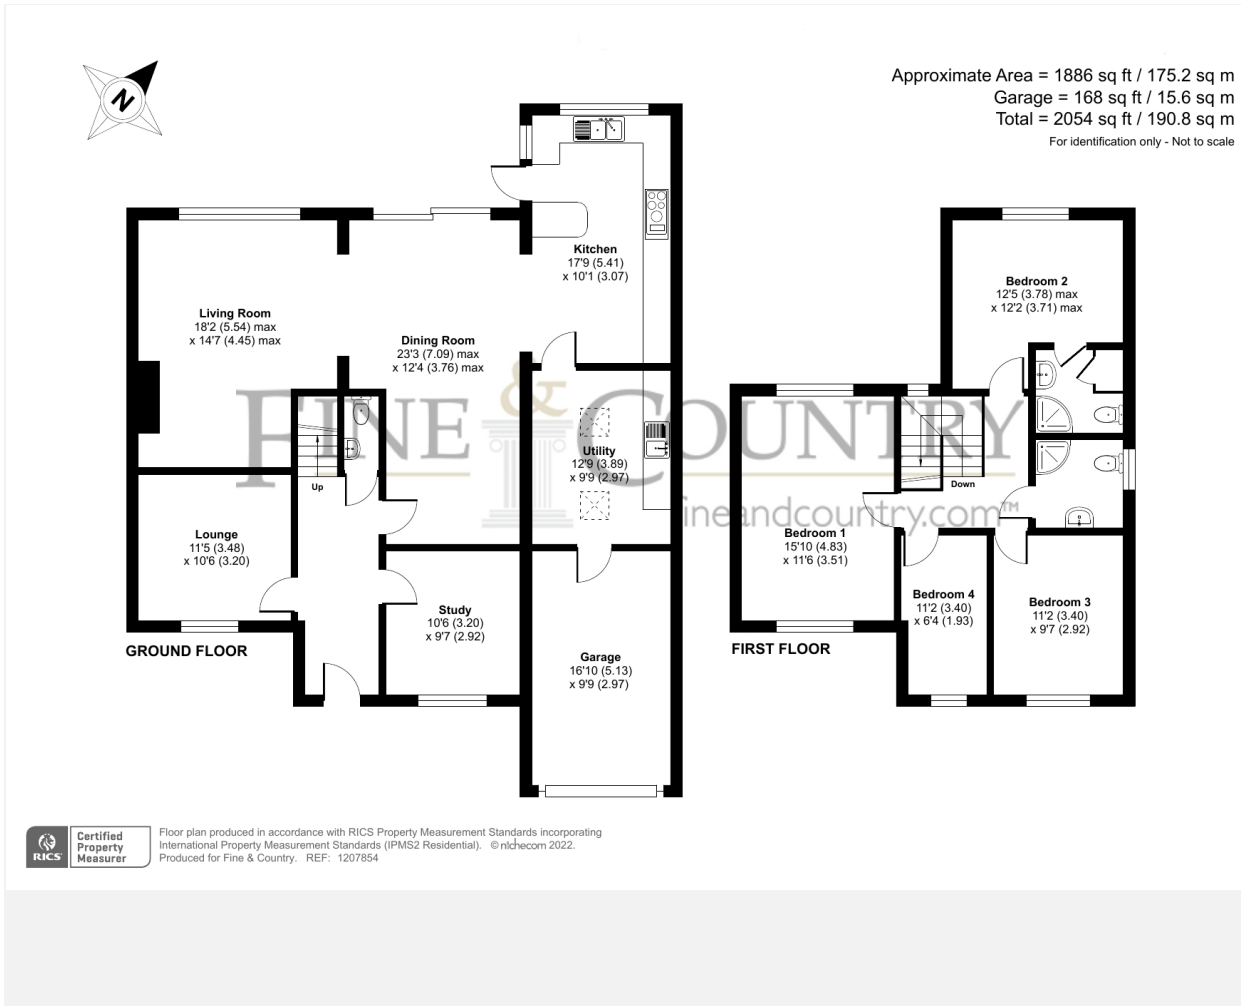 N
Approximate Area = 1886 sq ft / 175.2 sq m
Garage = 168 sq ft / 15.6 sq m
Total = 2054 sq ft / 190.8 sq m
For identification only - Not to scale
Kitchen
17'9 (5.41)
x 10'1 (3.07)
Living Room
18'2 (5.54) max
x 14'7 (4.45) max
Dining Room
23'3 (7.09) max
x 12'4 (3.76) max
Bedroom 2
12'5 (3.78) max
x 12'2 (3.71) max
FINE & COUNTRY
fineandcountry.com™
Utility
12'9 (3.89)
x 9'9 (2.97)
Up
Down
Lounge
11'5 (3.48)
x 10'6 (3.20)
Bedroom 1
15'10 (4.83)
x 11'6 (3.51)
Study
10'6 (3.20)
x 9'7 (2.92)
Bedroom 4
11'2 (3.40)
x 6'4 (1.93)
Bedroom 3
11'2 (3.40)
x 9'7 (2.92)
Garage
16'10 (5.13)
x 9'9 (2.97)
GROUND FLOOR
FIRST FLOOR
RICS
Certified
Property
Measurer
Floor plan produced in accordance with RICS Property Measurement Standards incorporating
International Property Measurement Standards (IPMS2 Residential). © nichecom 2022.
Produced for Fine & Country. REF: 1207854